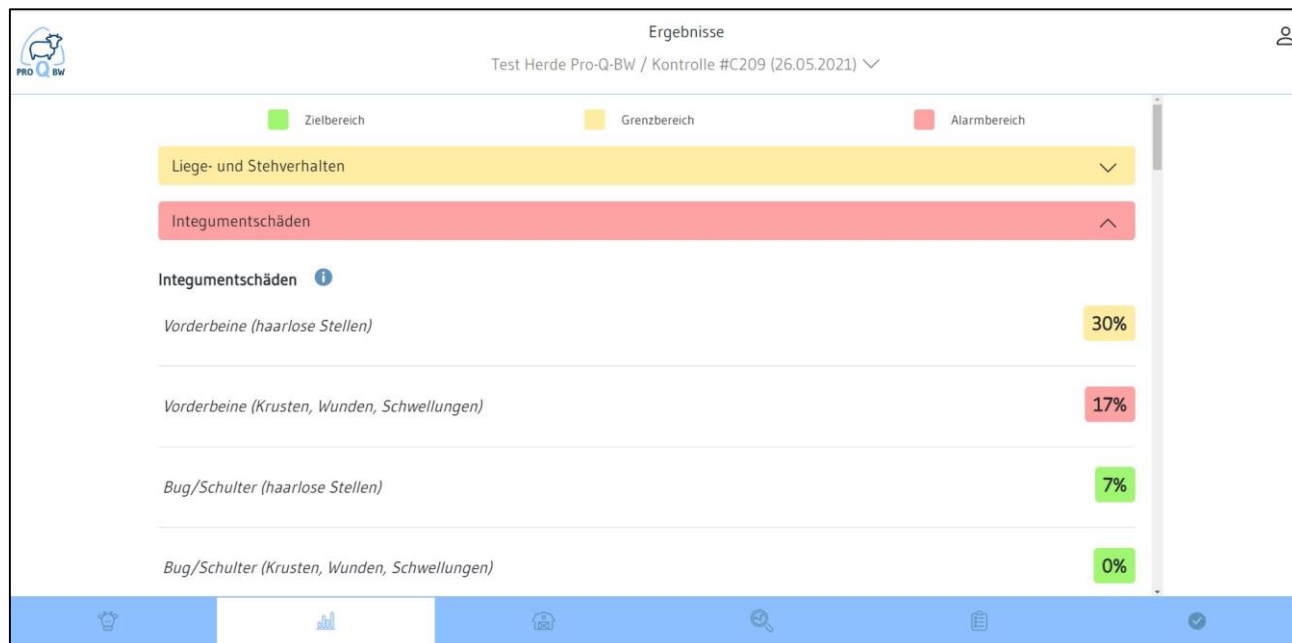 Ergebnisse
PRO Q BW
Test Herde Pro-Q-BW / Kontrolle #C209 (26.05.2021)
Zielbereich
Grenzbereich
Alarmbereich
Liege- und Stehverhalten
Integumentschäden
Integumentschäden i
Vorderbeine (haarlose Stellen) 30%
Vorderbeine (Krusten, Wunden, Schwellungen) 17%
Bug/Schulter (haarlose Stellen) 7%
Bug/Schulter (Krusten, Wunden, Schwellungen) 0%